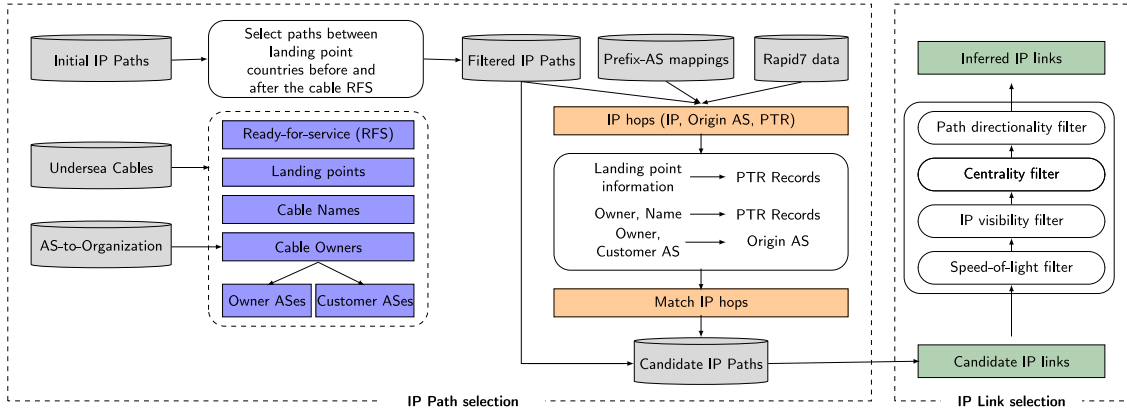 Initial IP Paths
Select paths between
landing point
countries before and
after the cable RFS
Filtered IP Paths
Prefix-AS mappings
Rapid7 data
Undersea Cables
AS-to-Organization
Ready-for-service (RFS)
Landing points
Cable Names
Cable Owners
Owner ASes
Customer ASes
IP hops (IP, Origin AS, PTR)
Landing point
information
PTR Records
Owner, Name
PTR Records
Owner,
Customer AS
Origin AS
Match IP hops
Candidate IP Paths
IP Path selection
Inferred IP links
Path directionality filter
Centrality filter
IP visibility filter
Speed-of-light filter
Candidate IP links
IP Link selection